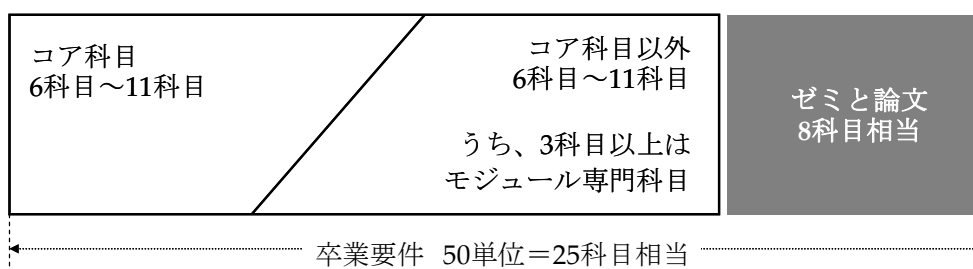 コア科目
6科目～11科目
コア科目以外
6科目～11科目
うち、3科目以上は
モジュール専門科目
ゼミと論文
8科目相当
卒業要件 50単位＝25科目相当